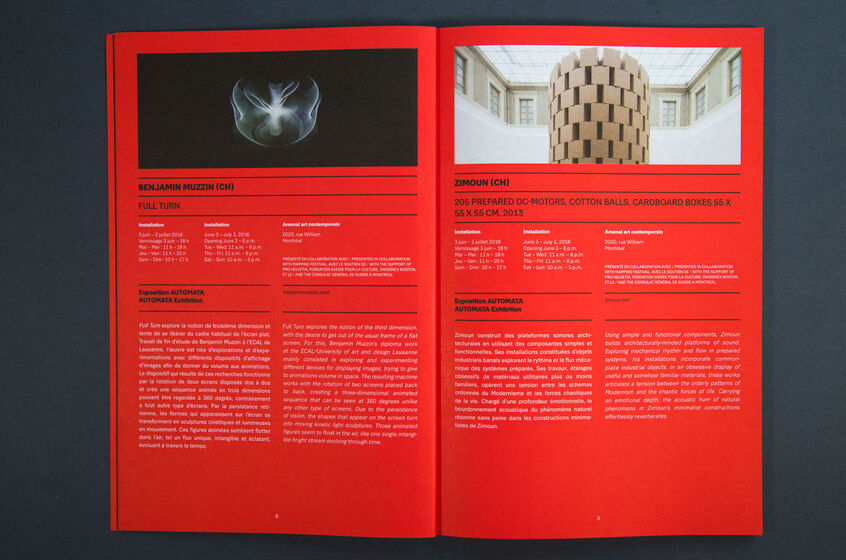 BENJAMIN MUZZIN (CH)
FULL TURN
Installation
3 juin – 3 juillet 2016
Vernissage 3 juin – 18 h
Mar – Mer : 11 h – 18 h
Jeu – Ven : 11 h – 20 h
Sam – Dim : 10 h – 17 h
Installation
June 3 – July 3, 2016
Opening June 3 – 6 p.m.
Tue – Wed: 11 a.m. – 6 p.m.
Thu – Fri: 11 a.m. – 8 p.m.
Sat – Sun: 10 a.m. – 5 p.m.
Arsenal art contemporain
2020, rue William
Montréal
PRÉSENTÉ EN COLLABORATION AVEC / PRESENTED IN COLLABORATION
WITH MAPPING FESTIVAL, AVEC LE SOUTIEN DE / WITH THE SUPPORT OF
PRO HELVETIA, FONDATION SUISSE POUR LA CULTURE, SWISSNEX BOSTON,
ET LE / AND THE CONSULAT GÉNÉRAL DE SUISSE À MONTRÉAL
Exposition AUTOMATA
AUTOMATA Exhibition
benjaminmuzzin.com
Full Turn explore la notion de troisième dimension et
tente de se libérer du cadre habituel de l'écran plat.
Travail de fin d'étude de Benjamin Muzzin à l'ECAL de
Lausanne, l'œuvre est née d'explorations et d'expé-
rimentations avec différents dispositifs d'affichage
d'images afin de donner du volume aux animations.
Le dispositif qui résulte de ces recherches fonctionne
par la rotation de deux écrans disposés dos à dos
et crée une séquence animée en trois dimensions
pouvant être regardée à 360 degrés, contrairement
à tout autre type d'écrans. Par la persistance réti-
nienne, les formes qui apparaissent sur l'écran se
transforment en sculptures cinétiques et lumineuses
en mouvement. Ces figures animées semblent flotter
dans l'air, tel un flux unique, intangible et éclatant,
évoluant à travers le temps.
Full Turn explores the notion of the third dimension,
with the desire to get out of the usual frame of a flat
screen. For this, Benjamin Muzzin's diploma work
at the ECAL/University of art and design Lausanne
mainly consisted in exploring and experimenting
different devices for displaying images, trying to give
to animations volume in space. The resulting machine
works with the rotation of two screens placed back
to back, creating a three-dimensional animated
sequence that can be seen at 360 degrees unlike
any other type of screens. Due to the persistence
of vision, the shapes that appear on the screen turn
into moving kinetic light sculptures. Those animated
figures seem to float in the air, like one single intangi-
ble bright stream evolving through time.
8
ZIMOUN (CH)
205 PREPARED DC-MOTORS, COTTON BALLS, CARDBOARD BOXES 55 X
55 X 55 CM, 2013
Installation
3 juin – 3 juillet 2016
Vernissage 3 juin – 18 h
Mar – Mer : 11 h – 18 h
Jeu – Ven : 11 h – 20 h
Sam – Dim : 10 h – 17 h
Installation
June 3 – July 3, 2016
Opening June 3 – 6 p.m.
Tue – Wed: 11 a.m. – 6 p.m.
Thu – Fri: 11 a.m. – 8 p.m.
Sat – Sun: 10 a.m. – 5 p.m.
Arsenal art contemporain
2020, rue William
Montréal
PRÉSENTÉ EN COLLABORATION AVEC / PRESENTED IN COLLABORATION
WITH MAPPING FESTIVAL, AVEC LE SOUTIEN DE / WITH THE SUPPORT OF
PRO HELVETIA, FONDATION SUISSE POUR LA CULTURE, SWISSNEX BOSTON,
ET LE / AND THE CONSULAT GÉNÉRAL DE SUISSE À MONTRÉAL
Exposition AUTOMATA
AUTOMATA Exhibition
zimoun.net
Zimoun construit des plateformes sonores archi-
tecturales en utilisant des composantes simples et
fonctionnelles. Ses installations constituées d'objets
industriels banals explorent le rythme et le flux méca-
nique des systèmes préparés. Ses travaux, étalages
obsessifs de matériaux utilitaires plus ou moins
familiers, opèrent une tension entre les schémas
ordonnés du Modernisme et les forces chaotiques
de la vie. Chargé d'une profondeur émotionnelle, le
bourdonnement acoustique du phénomène naturel
résonne sans peine dans les constructions minima-
listes de Zimoun.
Using simple and functional components, Zimoun
builds architecturally-minded platforms of sound.
Exploring mechanical rhythm and flow in prepared
systems, his installations incorporate common-
place industrial objects. In an obsessive display of
useful and somehow familiar materials, these works
articulate a tension between the orderly patterns of
Modernism and the chaotic forces of life. Carrying
an emotional depth, the acoustic hum of natural
phenomena in Zimoun's minimalist constructions
effortlessly reverberates.
9